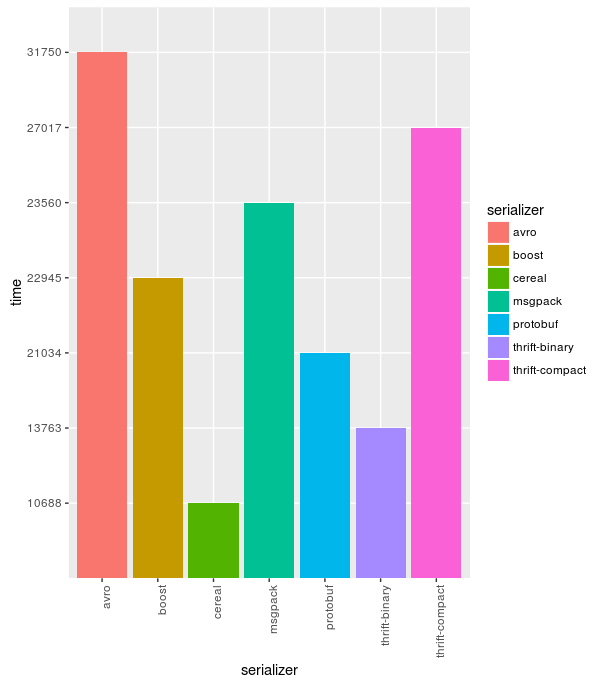 time
31750
27017
23560
22945
21034
13763
10688
avro
boost
cereal
msgpack
protobuf
thrift-binary
thrift-compact
serializer
serializer
avro
boost
cereal
msgpack
protobuf
thrift-binary
thrift-compact